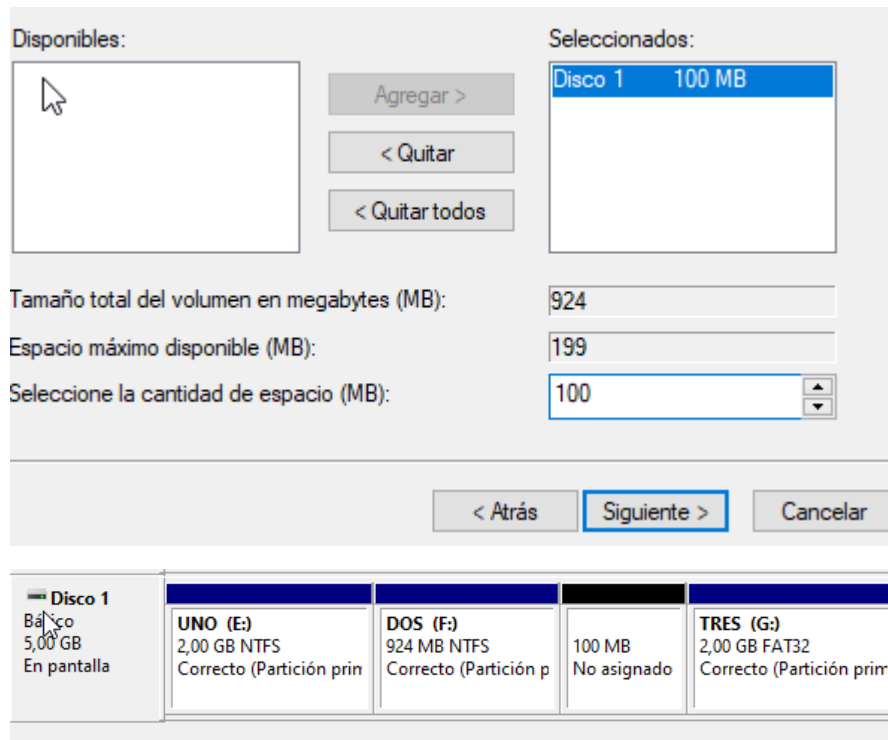 Disponibles:
Seleccionados:
Disco 1 100 MB
Agregar >
< Quitar
< Quitar todos
Tamaño total del volumen en megabytes (MB):
924
Espacio máximo disponible (MB):
199
Seleccione la cantidad de espacio (MB):
100
< Atrás
Siguiente >
Cancelar
Disco 1
Básico
5,00 GB
En pantalla
UNO (E:)
2,00 GB NTFS
Correcto (Partición prim
DOS (F:)
924 MB NTFS
Correcto (Partición p
100 MB
No asignado
TRES (G:)
2,00 GB FAT32
Correcto (Partición prim